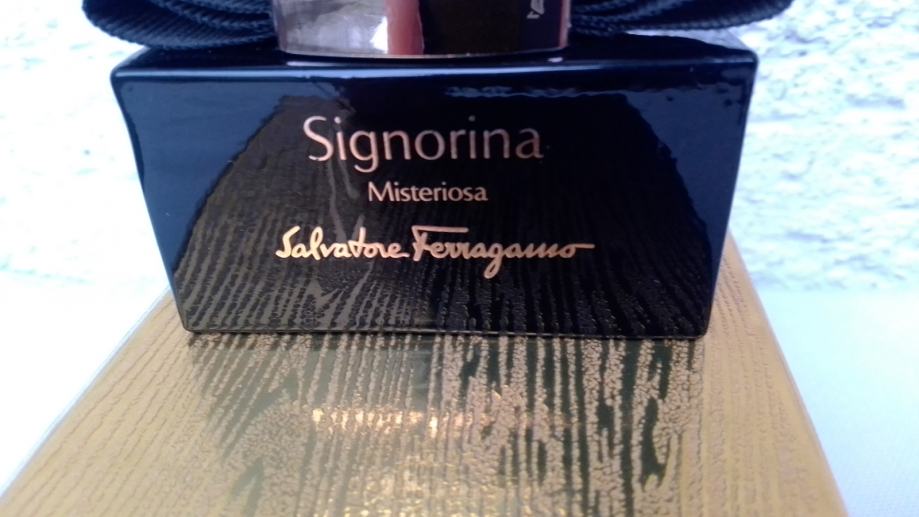 Signorina
Misteriosa
Salvatore Ferragamo